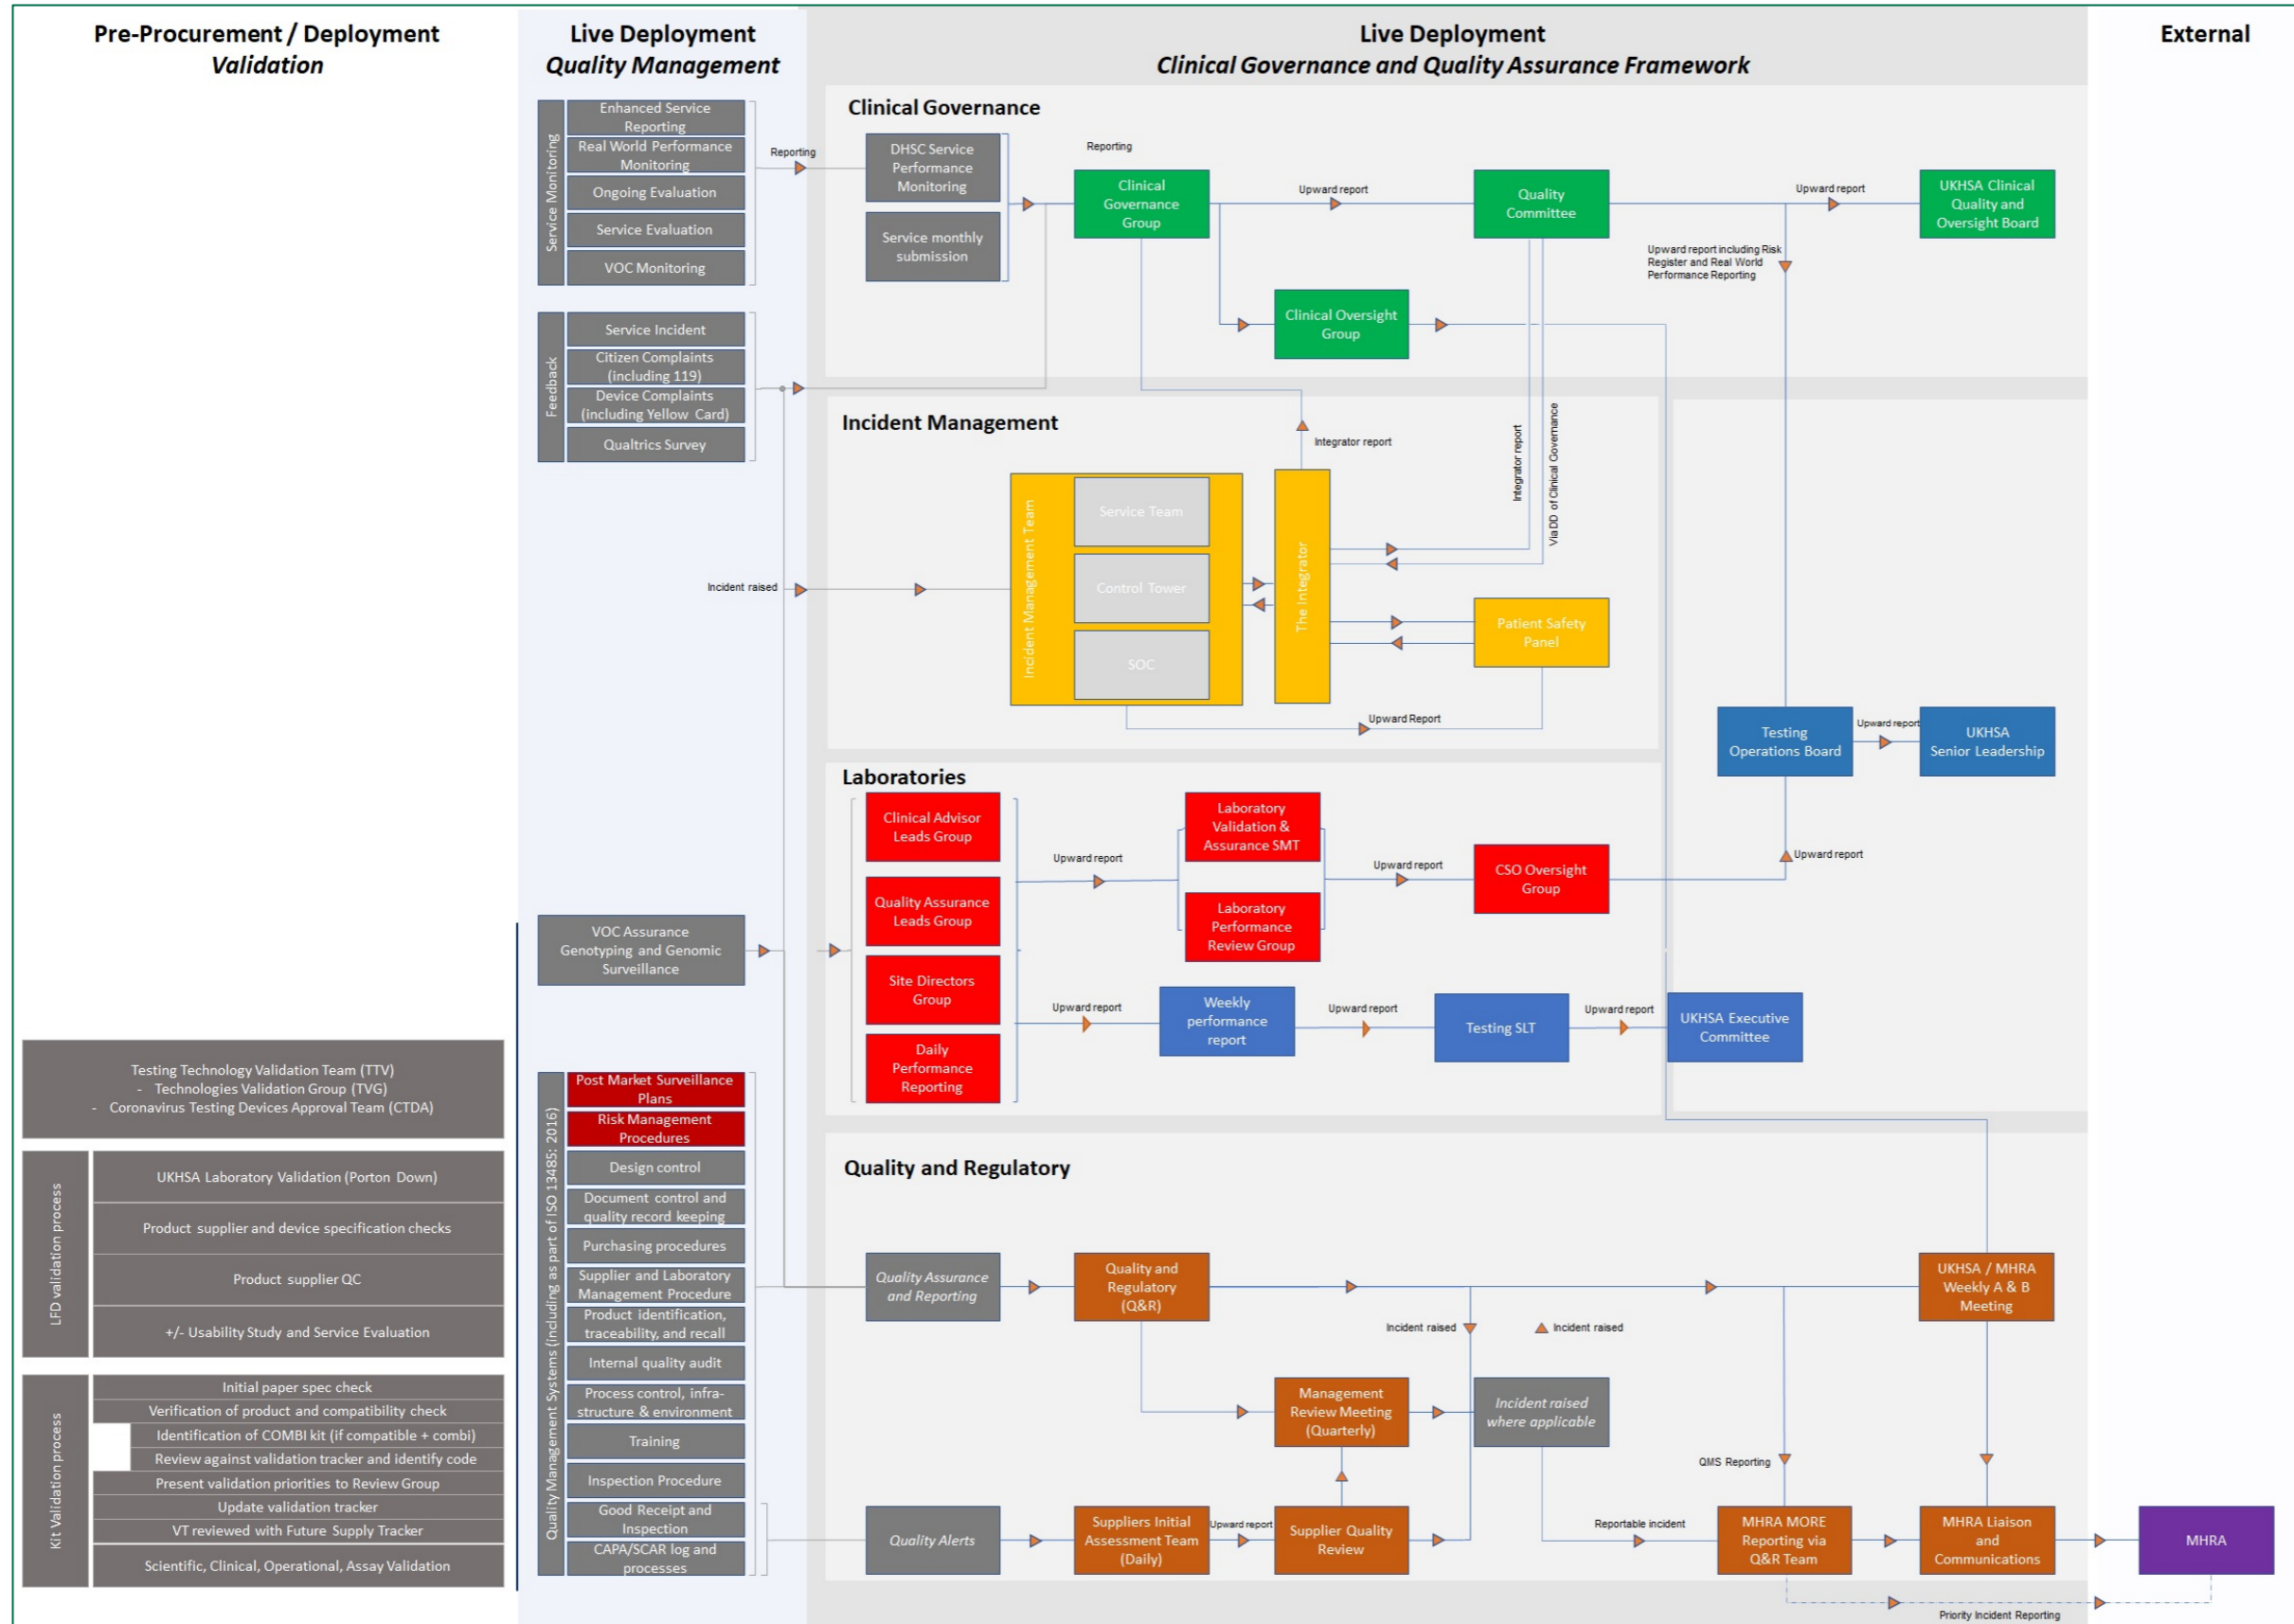 Pre-Procurement / Deployment
Validation
Live Deployment
Quality Management
Live Deployment
Clinical Governance and Quality Assurance Framework
External
Service Monitoring
Enhanced Service
Reporting
Real World Performance
Monitoring
Ongoing Evaluation
Service Evaluation
VOC Monitoring
Reporting
Feedback
Service Incident
Citizen Complaints
(including 119)
Device Complaints
(including Yellow Card)
Qualtrics Survey
Incident raised
VOC Assurance
Genotyping and Genomic
Surveillance
Clinical Governance
DHSC Service
Performance
Monitoring
Service monthly
submission
Reporting
Clinical
Governance
Group
Upward report
Quality
Committee
Upward report
UKHSA Clinical
Quality and
Oversight Board
Upward report including Risk
Register and Real World
Performance Reporting
Clinical Oversight
Group
Incident Management
Integrator report
Integrator report
Via DD of Clinical Governance
Incident Management Team
Service Team
Control Tower
SOC
The Integrator
Patient Safety
Panel
Upward Report
Testing
Operations Board
Upward report
UKHSA
Senior Leadership
Laboratories
Clinical Advisor
Leads Group
Quality Assurance
Leads Group
Site Directors
Group
Daily
Performance
Reporting
Upward report
Laboratory
Validation &
Assurance SMT
Laboratory
Performance
Review Group
Upward report
CSO Oversight
Group
Upward report
Upward report
Weekly
performance
report
Upward report
Testing SLT
Upward report
UKHSA Executive
Committee
Testing Technology Validation Team (TTV)
- Technologies Validation Group (TVG)
- Coronavirus Testing Devices Approval Team (CTDA)
LFD validation process
UKHSA Laboratory Validation (Porton Down)
Product supplier and device specification checks
Product supplier QC
+/- Usability Study and Service Evaluation
Kit Validation process
Initial paper spec check
Verification of product and compatibility check
Identification of COMBI kit (if compatible + combi)
Review against validation tracker and identify code
Present validation priorities to Review Group
Update validation tracker
VT reviewed with Future Supply Tracker
Scientific, Clinical, Operational, Assay Validation
Quality Management Systems (including as part of ISO 13485: 2016)
Post Market Surveillance
Plans
Risk Management
Procedures
Design control
Document control and
quality record keeping
Purchasing procedures
Supplier and Laboratory
Management Procedure
Product identification,
traceability, and recall
Internal quality audit
Process control, infra-
structure & environment
Training
Inspection Procedure
Good Receipt and
Inspection
CAPA/SCAR log and
processes
Quality and Regulatory
Quality Assurance
and Reporting
Quality and
Regulatory
(Q&R)
UKHSA / MHRA
Weekly A & B
Meeting
Incident raised
Incident raised
Management
Review Meeting
(Quarterly)
Incident raised
where applicable
QMS Reporting
Quality Alerts
Suppliers Initial
Assessment Team
(Daily)
Upward report
Supplier Quality
Review
Reportable incident
MHRA MORE
Reporting via
Q&R Team
MHRA Liaison
and
Communications
MHRA
Priority Incident Reporting